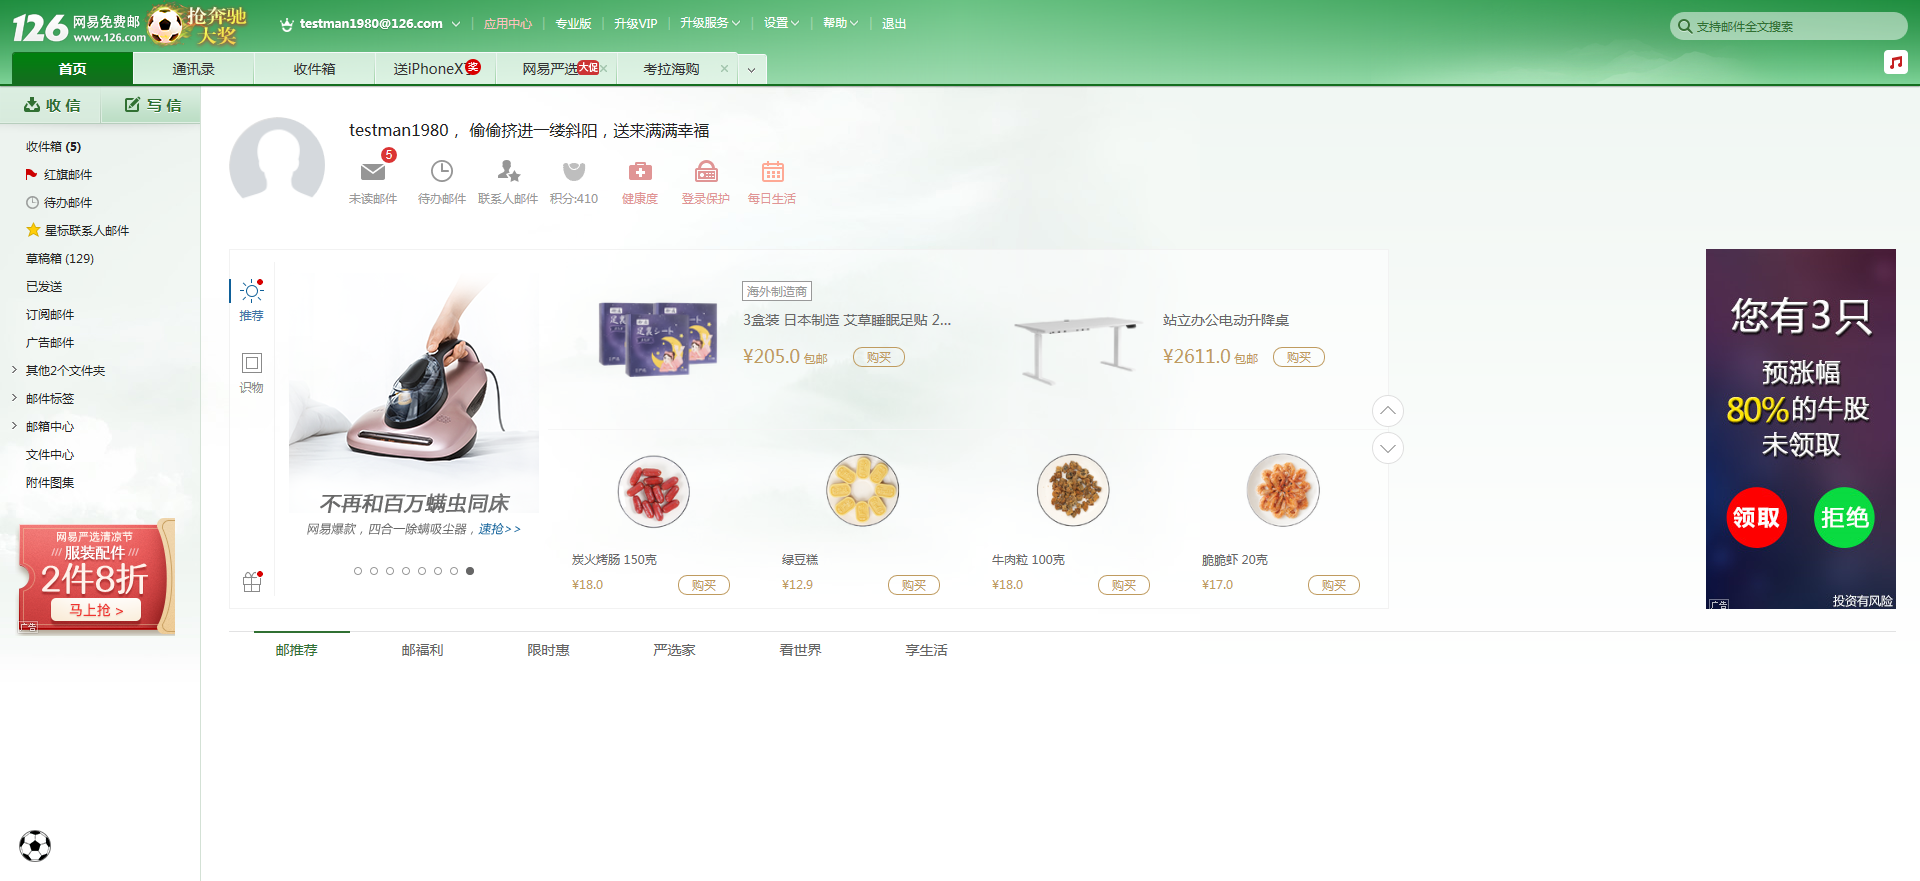 126 网易免费邮
www.126.com
抢奔驰
大奖
testman1980@126.com
应用中心
专业版
升级VIP
升级服务
设置
帮助
退出
支持邮件全文搜索
首页
通讯录
收件箱
送iPhoneX
奖
网易严选
大促
考拉海购
收 信
写 信
收件箱 (5)
红旗邮件
待办邮件
星标联系人邮件
草稿箱 (129)
已发送
订阅邮件
广告邮件
其他2个文件夹
邮件标签
邮箱中心
文件中心
附件图集
网易严选清凉节
/// 服装配件 ///
2件8折
马上抢 >
广告
testman1980， 偷偷挤进一缕斜阳，送来满满幸福
5
未读邮件
待办邮件
联系人邮件
积分:410
健康度
登录保护
每日生活
推荐
识物
不再和百万螨虫同床
网易爆款，四合一除螨吸尘器，速抢>>
海外制造商
3盒装 日本制造 艾草睡眠足贴 2...
¥205.0 包邮
购买
站立办公电动升降桌
¥2611.0 包邮
购买
炭火烤肠 150克
¥18.0
购买
绿豆糕
¥12.9
购买
牛肉粒 100克
¥18.0
购买
脆脆虾 20克
¥17.0
购买
您有3只
预涨幅
80%的牛股
未领取
领取
拒绝
广告
投资有风险
邮推荐
邮福利
限时惠
严选家
看世界
享生活